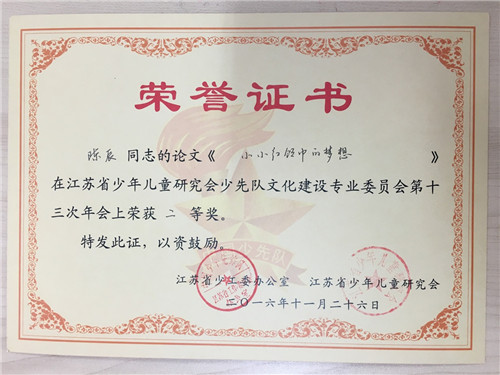 荣誉证书
陈辰 同志的论文《 小小红领巾的梦想 》
在江苏省少年儿童研究会少先队文化建设专业委员会第十
三次年会上荣获 二 等奖。
特发此证，以资鼓励。
江苏省少工委办公室 江苏省少年儿童研究会
二〇一六年十一月二十六日